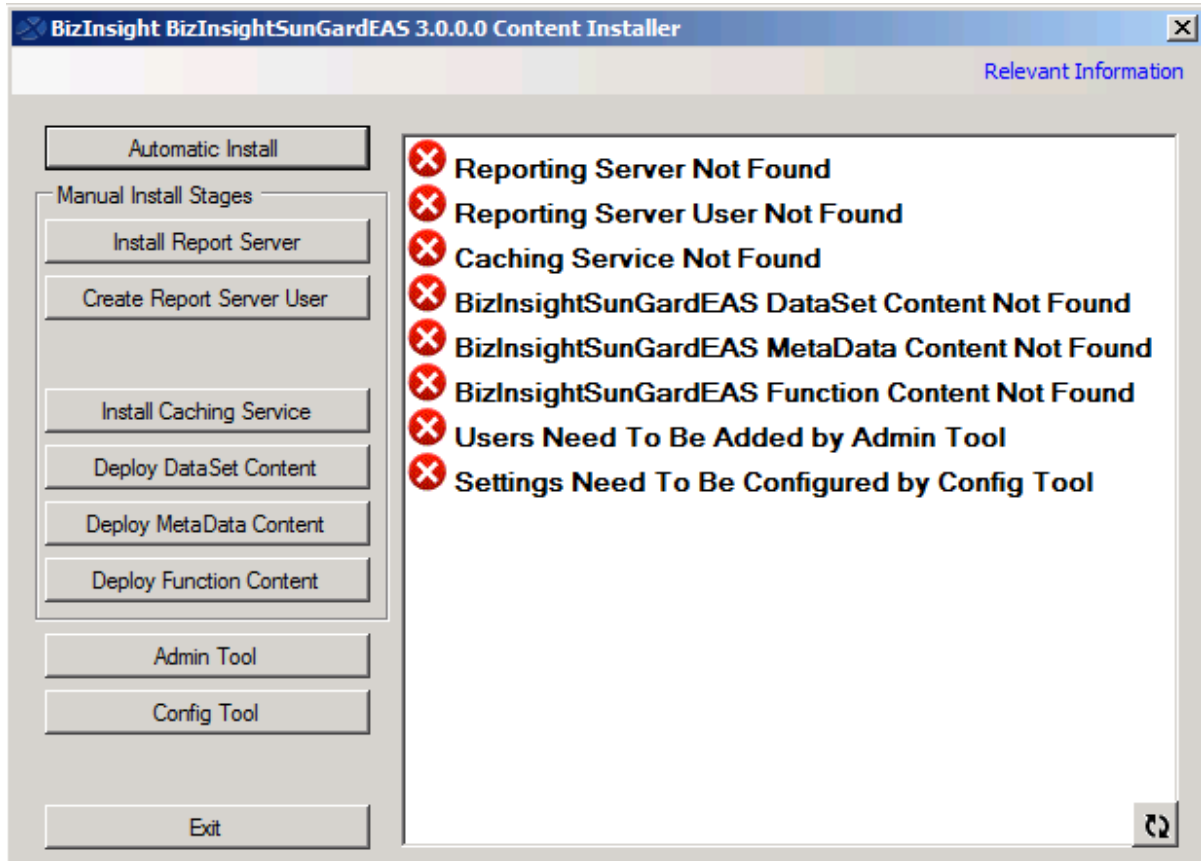 BizInsight BizInsightSunGardEAS 3.0.0.0 Content Installer
Relevant Information
Automatic Install
Manual Install Stages
Install Report Server
Create Report Server User
Install Caching Service
Deploy DataSet Content
Deploy MetaData Content
Deploy Function Content
Admin Tool
Config Tool
Exit
Reporting Server Not Found
Reporting Server User Not Found
Caching Service Not Found
BizInsightSunGardEAS DataSet Content Not Found
BizInsightSunGardEAS MetaData Content Not Found
BizInsightSunGardEAS Function Content Not Found
Users Need To Be Added by Admin Tool
Settings Need To Be Configured by Config Tool